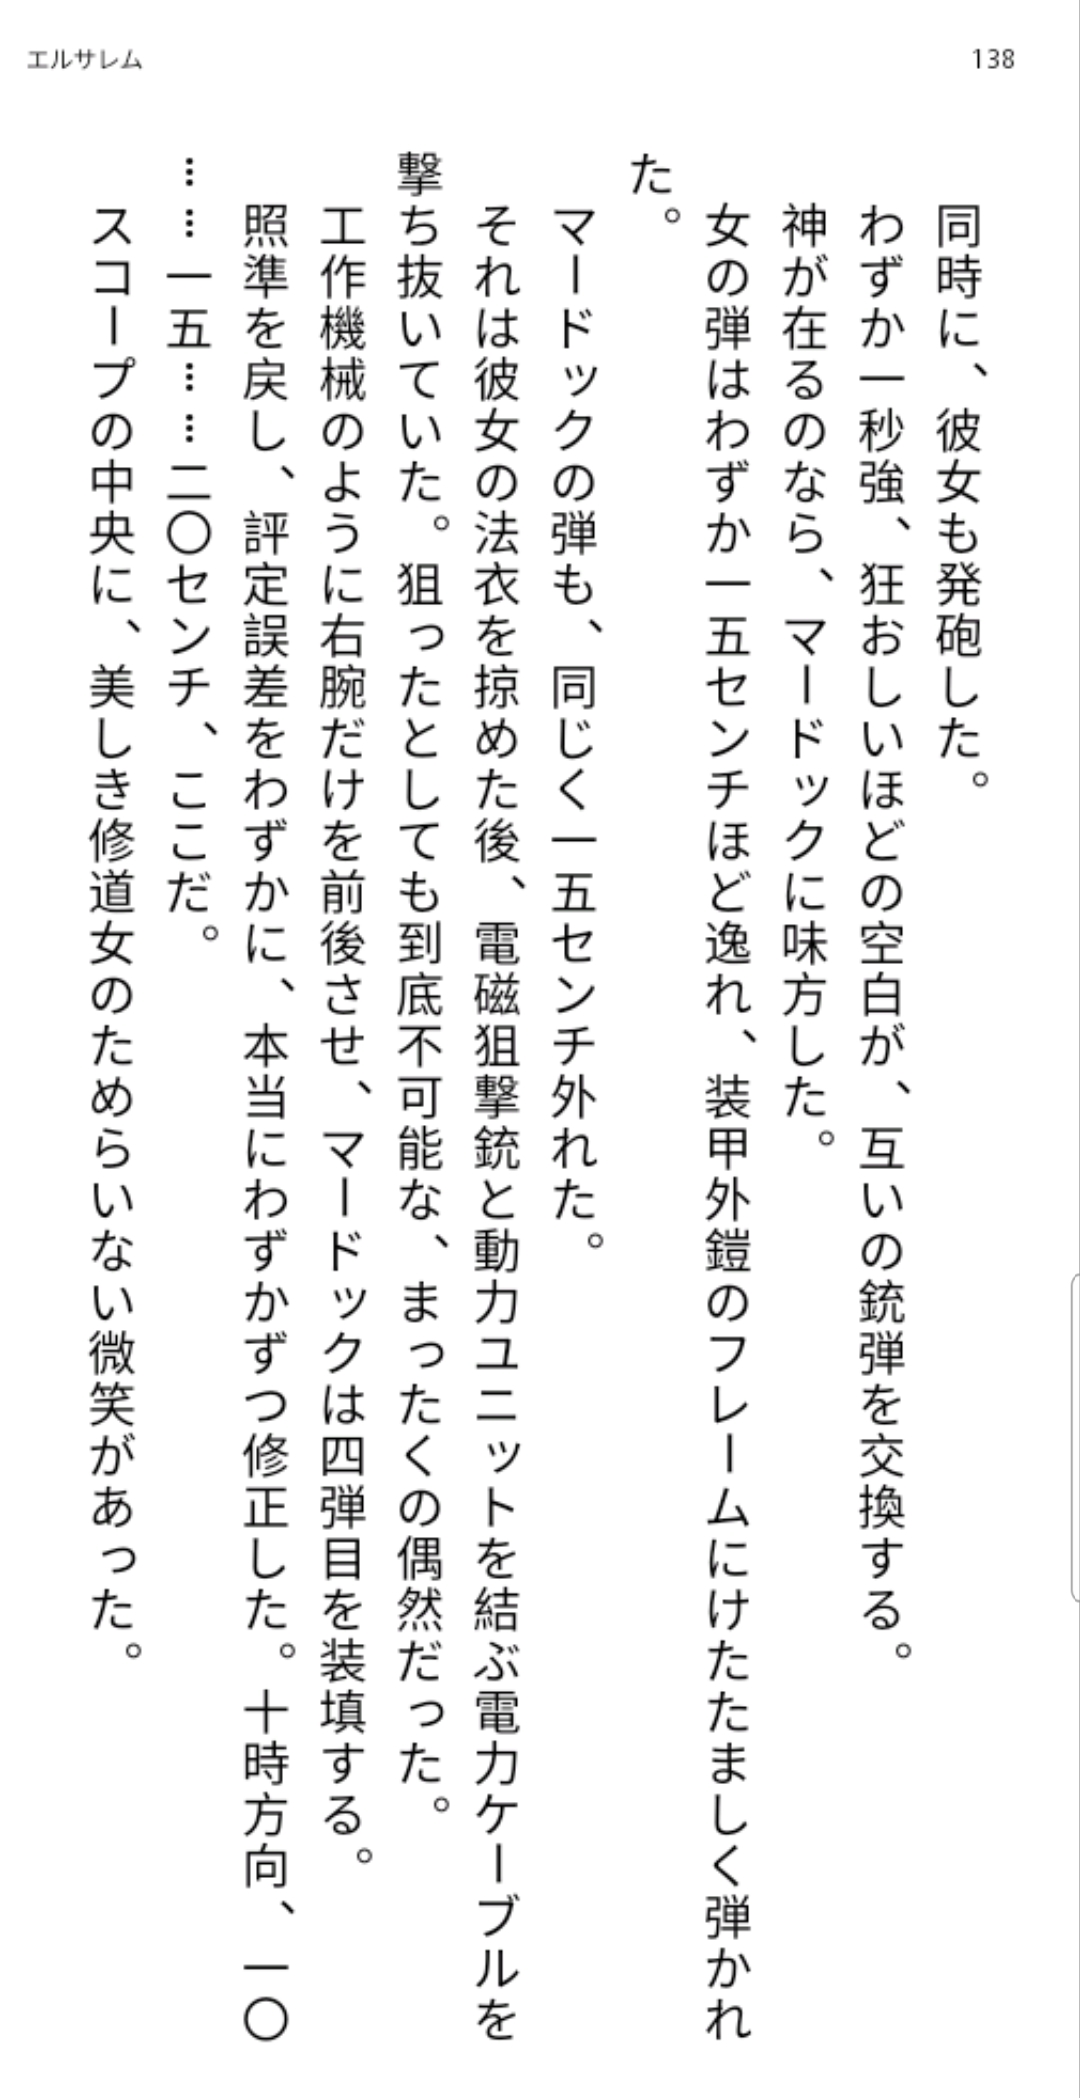 エルサレム
138
同時に、彼女も発砲した。
わずか一秒強、狂おしいほどの空白が、互いの銃弾を交換する。
神が在るのなら、マードックに味方した。
女の弾はわずか一五センチほど逸れ、装甲外鎧のフレームにけたたましく弾かれ
た。
マードックの弾も、同じく一五センチ外れた。
それは彼女の法衣を掠めた後、電磁狙撃銃と動力ユニットを結ぶ電力ケーブルを
撃ち抜いていた。狙ったとしても到底不可能な、まったくの偶然だった。
工作機械のように右腕だけを前後させ、マードックは四弾目を装填する。
照準を戻し、評定誤差をわずかに、本当にわずかずつ修正した。十時方向、一〇
……一五……二〇センチ、ここだ。
スコープの中央に、美しき修道女のためらいない微笑があった。